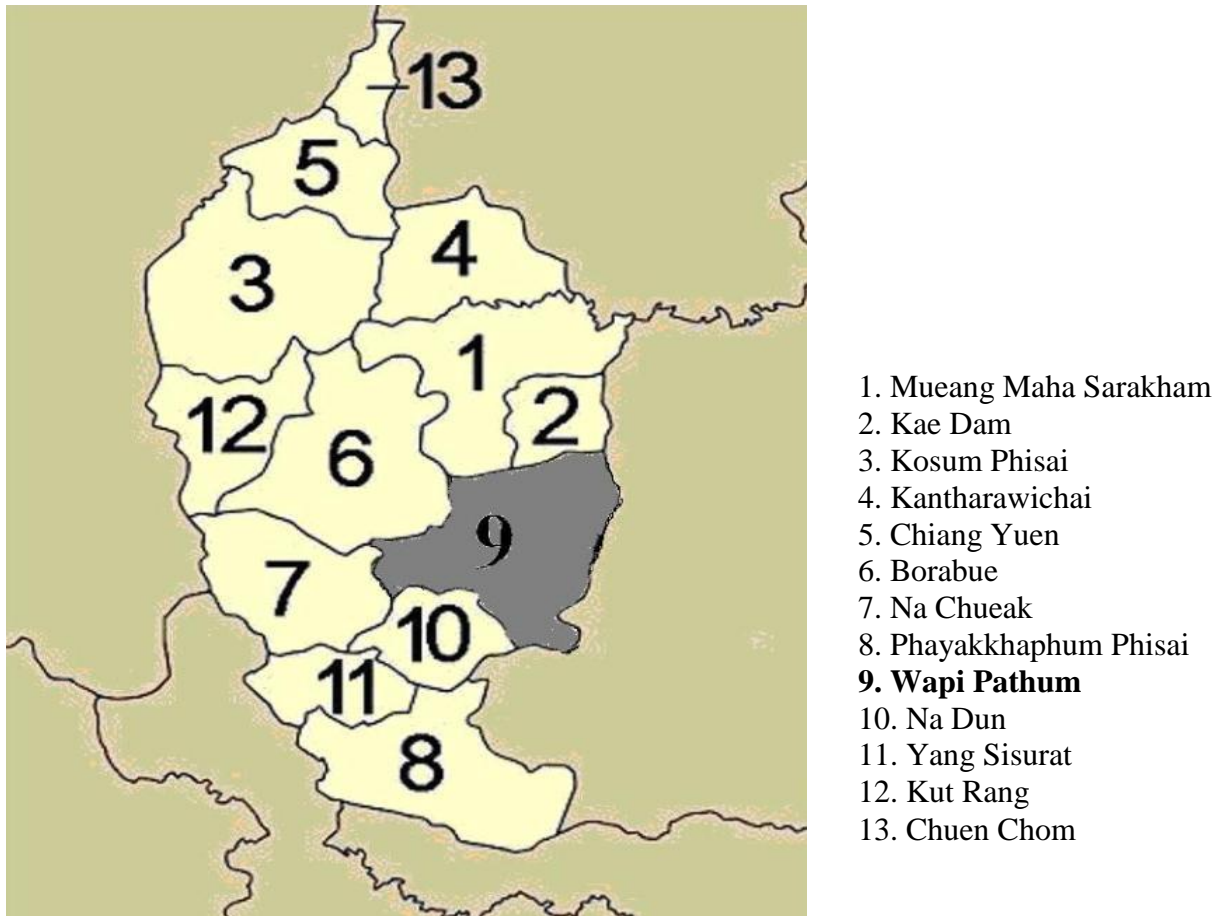 13
5
4
3
1
2
12
6
9
7
10
11
8
1. Mueang Maha Sarakham
2. Kae Dam
3. Kosum Phisai
4. Kantharawichai
5. Chiang Yuen
6. Borabue
7. Na Chueak
8. Phayakkhaphum Phisai
9. Wapi Pathum
10. Na Dun
11. Yang Sisurat
12. Kut Rang
13. Chuen Chom